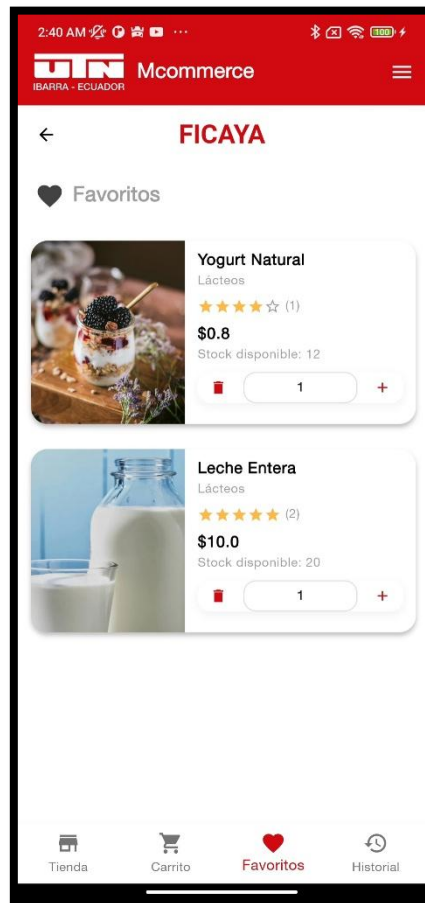 2:40 AM
100
UTN
IBARRA - ECUADOR
Mcommerce
FICAYA
Favoritos
Yogurt Natural
Lácteos
(1)
$0.8
Stock disponible: 12
1 +
Leche Entera
Lácteos
(2)
$10.0
Stock disponible: 20
1 +
Tienda Carrito Favoritos Historial